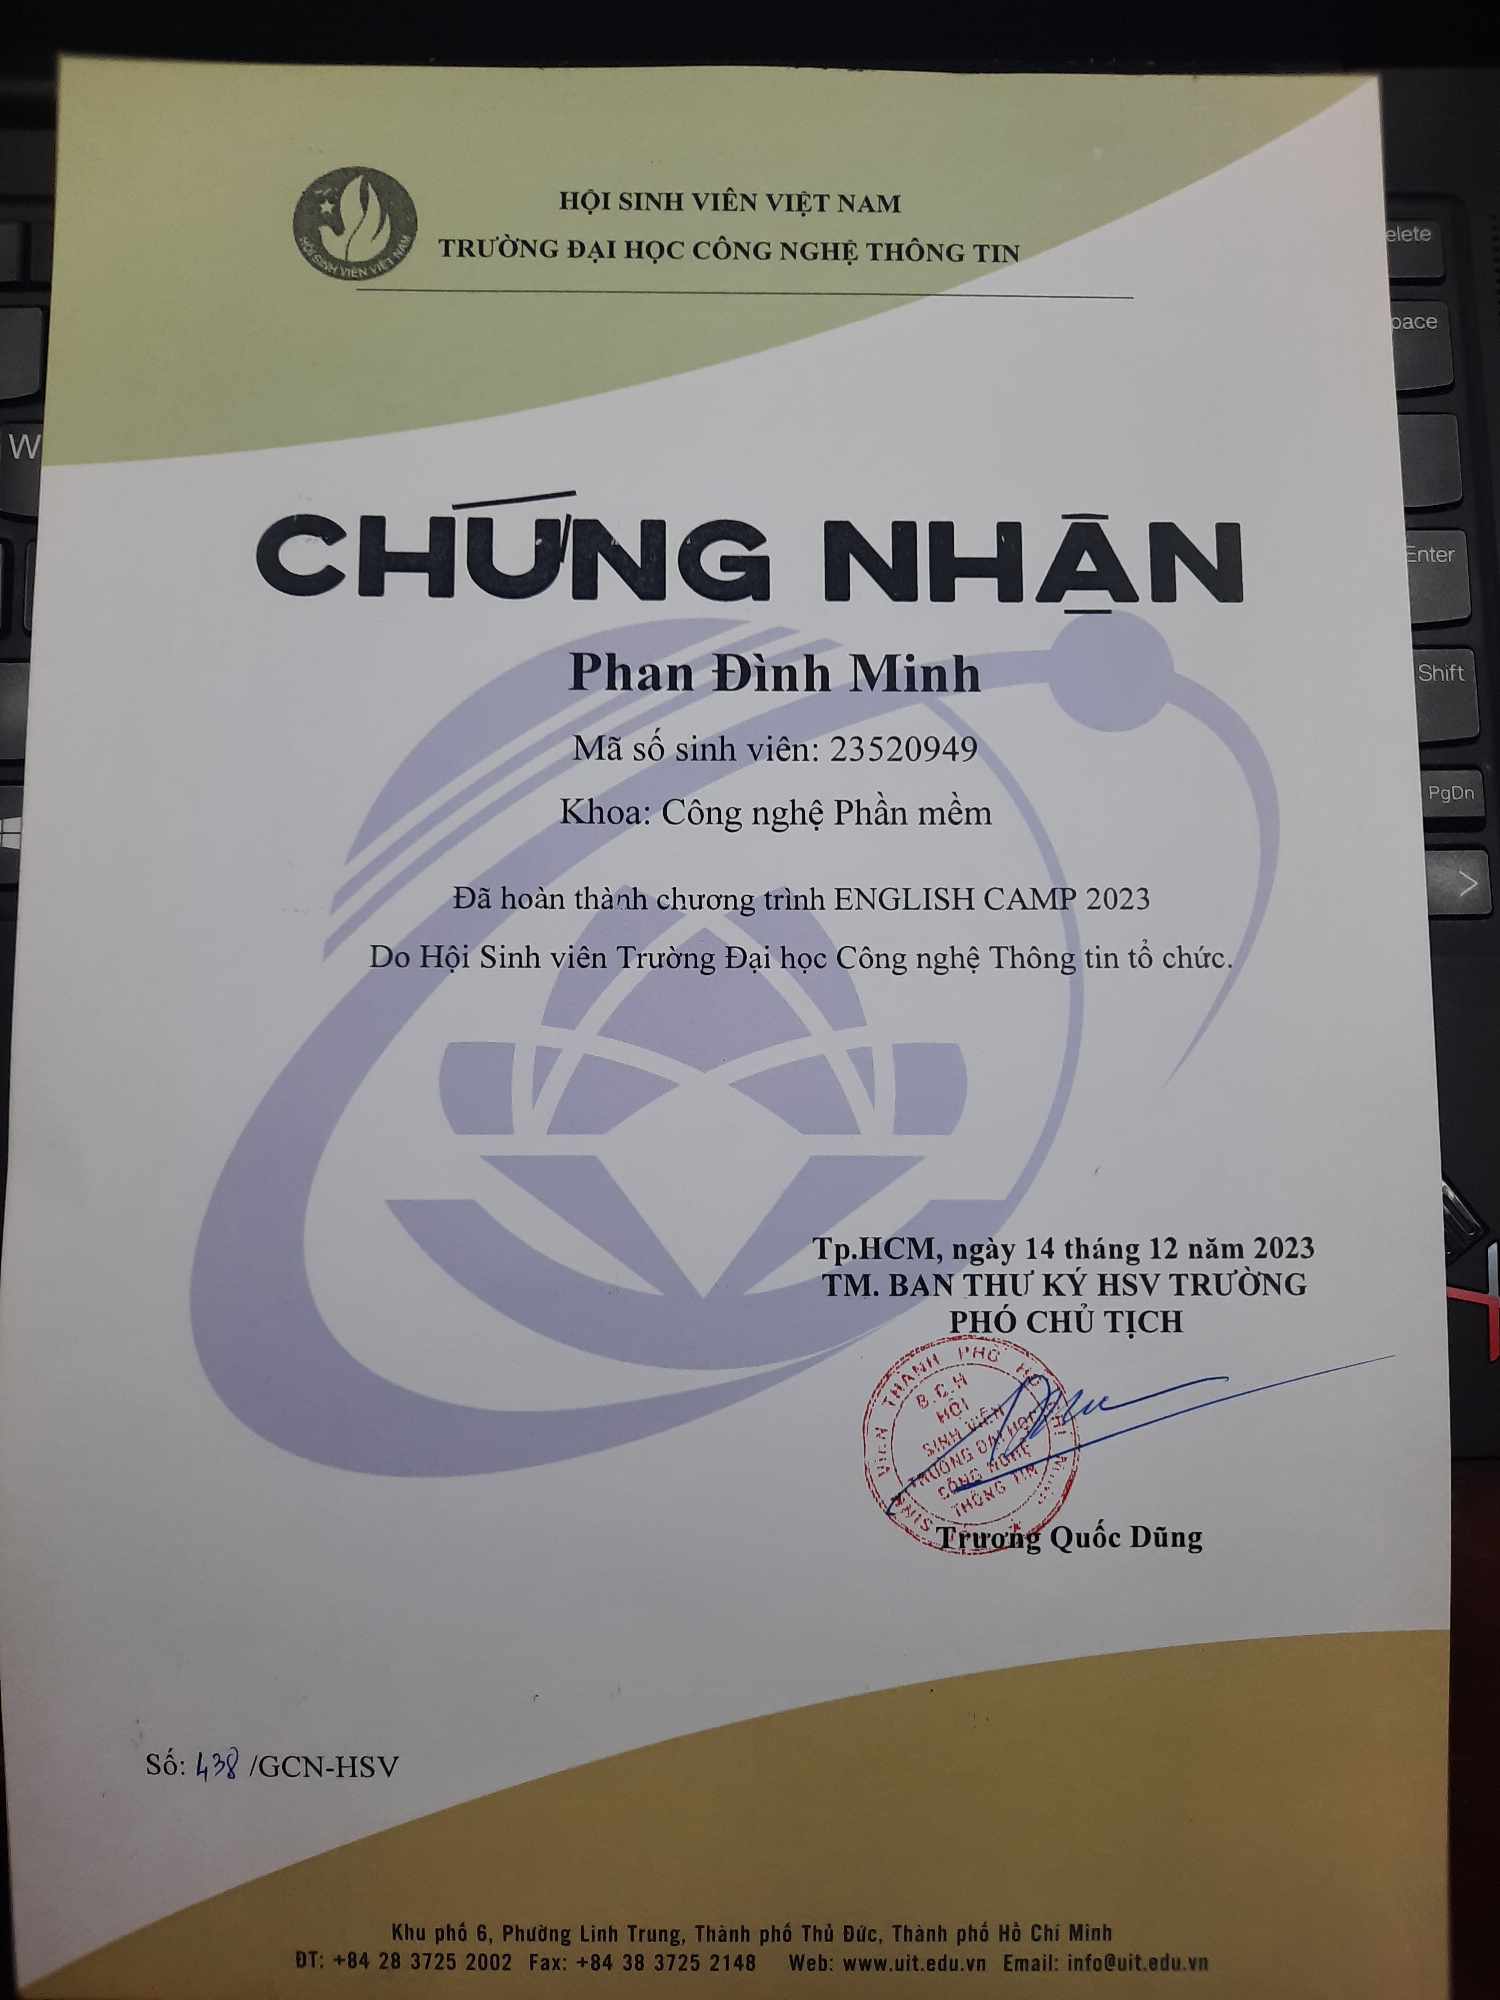 HỘI SINH VIÊN VIỆT NAM
HỘI SINH VIÊN VIỆT NAM
TRƯỜNG ĐẠI HỌC CÔNG NGHỆ THÔNG TIN
CHỨNG NHẬN
Phan Đình Minh
Mã số sinh viên: 23520949
Khoa: Công nghệ Phần mềm
Đã hoàn thành chương trình ENGLISH CAMP 2023
Do Hội Sinh viên Trường Đại học Công nghệ Thông tin tổ chức.
Tp.HCM, ngày 14 tháng 12 năm 2023
TM. BAN THƯ KÝ HSV TRƯỜNG
PHÓ CHỦ TỊCH
VIÊN THÀNH PHỐ HỒ CHÍ MINH
B.C.H
HỘI
SINH VIÊN
TRƯỜNG ĐẠI HỌC
CÔNG NGHỆ
THÔNG TIN
Trương Quốc Dũng
Số: 438 /GCN-HSV
Khu phố 6, Phường Linh Trung, Thành phố Thủ Đức, Thành phố Hồ Chí Minh
ĐT: +84 28 3725 2002 Fax: +84 38 3725 2148 Web: www.uit.edu.vn Email: info@uit.edu.vn
W
elete
pace
Enter
Shift
PgDn